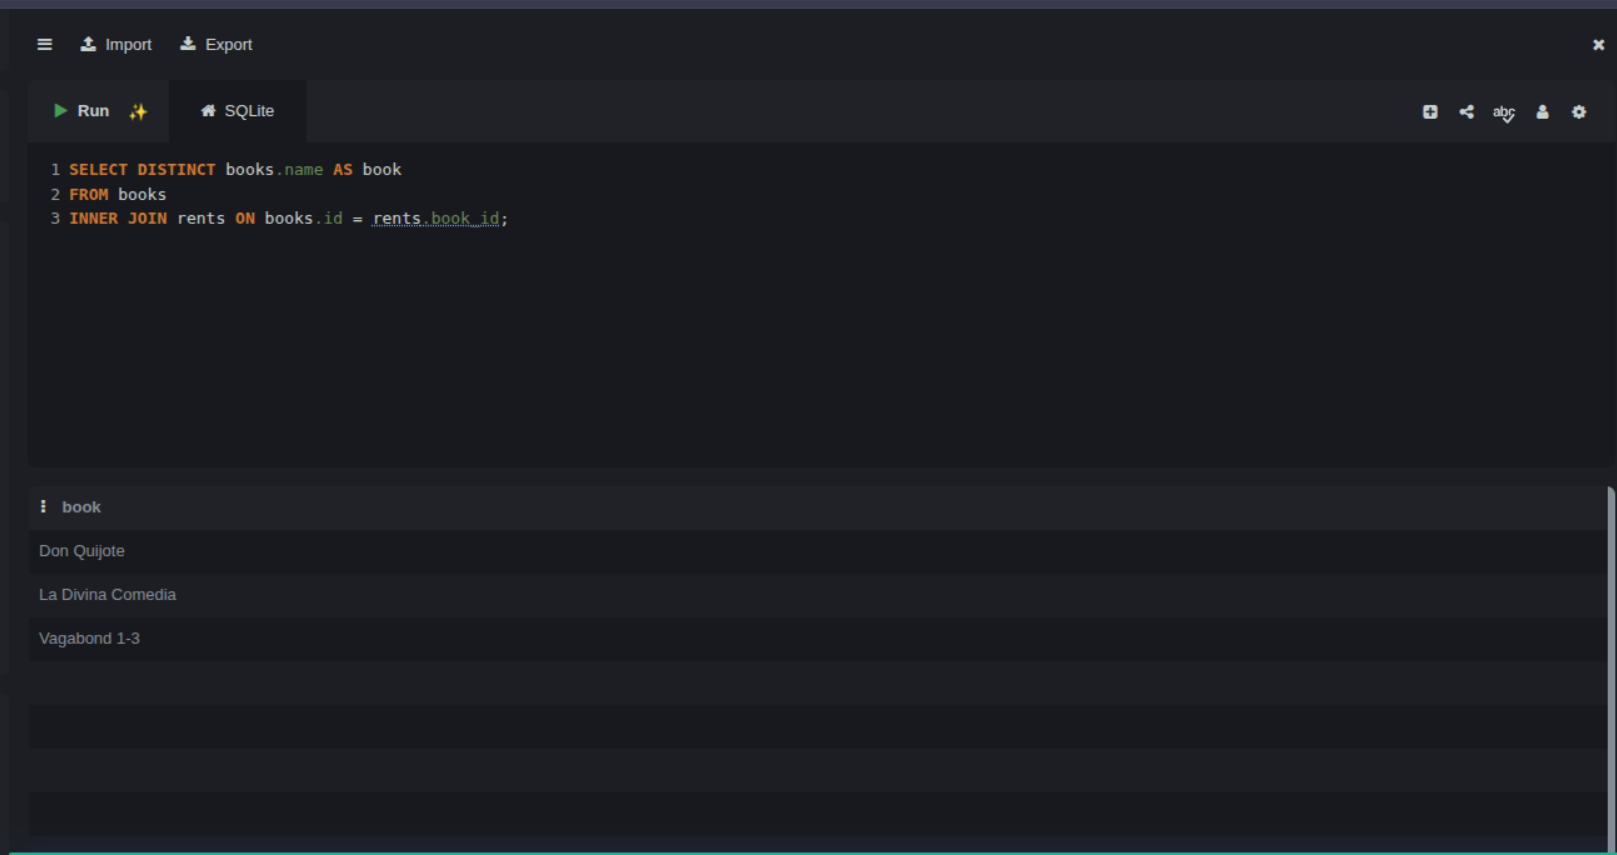 Import Export
Run SQLite abc
1 SELECT DISTINCT books.name AS book
2 FROM books
3 INNER JOIN rents ON books.id = rents.book_id;
book
Don Quijote
La Divina Comedia
Vagabond 1-3